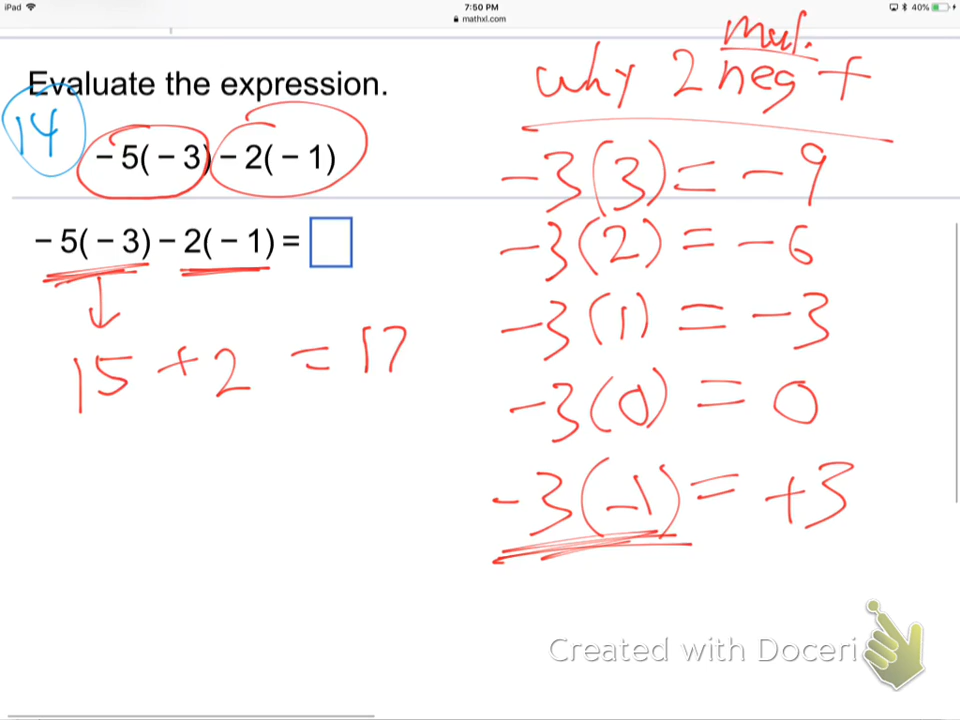 iPad
7:50 PM
40%
mathxl.com
Evaluate the expression.
14
− 5( − 3) − 2( − 1)
− 5( − 3) − 2( − 1) =
15 + 2 = 17
mul.
why 2 neg +
-3(3) = -9
-3(2) = -6
-3(1) = -3
-3(0) = 0
-3(-1) = +3
Created with Doceri